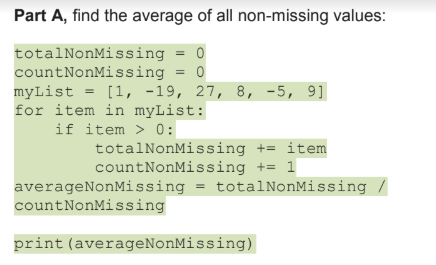 Part A, find the average of all non-missing values:
totalNonMissing = 0
countNonMissing = 0
myList = [1, -19, 27, 8, -5, 9]
for item in myList:
    if item > 0:
        totalNonMissing += item
        countNonMissing += 1
averageNonMissing = totalNonMissing /
countNonMissing
print(averageNonMissing)